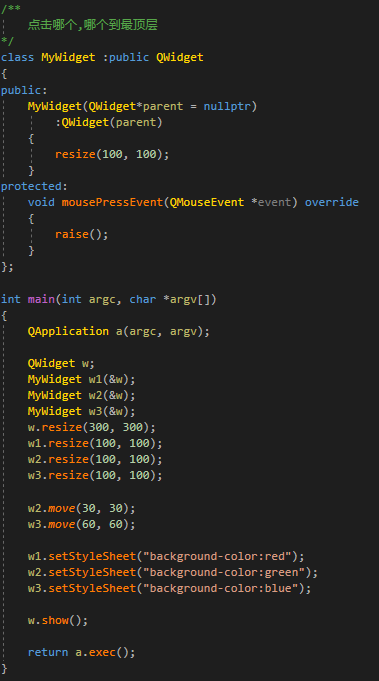 /**
    点击哪个,哪个到最顶层
*/
class MyWidget :public QWidget
{
public:
    MyWidget(QWidget*parent = nullptr)
        :QWidget(parent)
    {
        resize(100, 100);
    }
protected:
    void mousePressEvent(QMouseEvent *event) override
    {
        raise();
    }
};

int main(int argc, char *argv[])
{
    QApplication a(argc, argv);

    QWidget w;
    MyWidget w1(&w);
    MyWidget w2(&w);
    MyWidget w3(&w);
    w.resize(300, 300);
    w1.resize(100, 100);
    w2.resize(100, 100);
    w3.resize(100, 100);

    w2.move(30, 30);
    w3.move(60, 60);

    w1.setStyleSheet("background-color:red");
    w2.setStyleSheet("background-color:green");
    w3.setStyleSheet("background-color:blue");

    w.show();

    return a.exec();
}